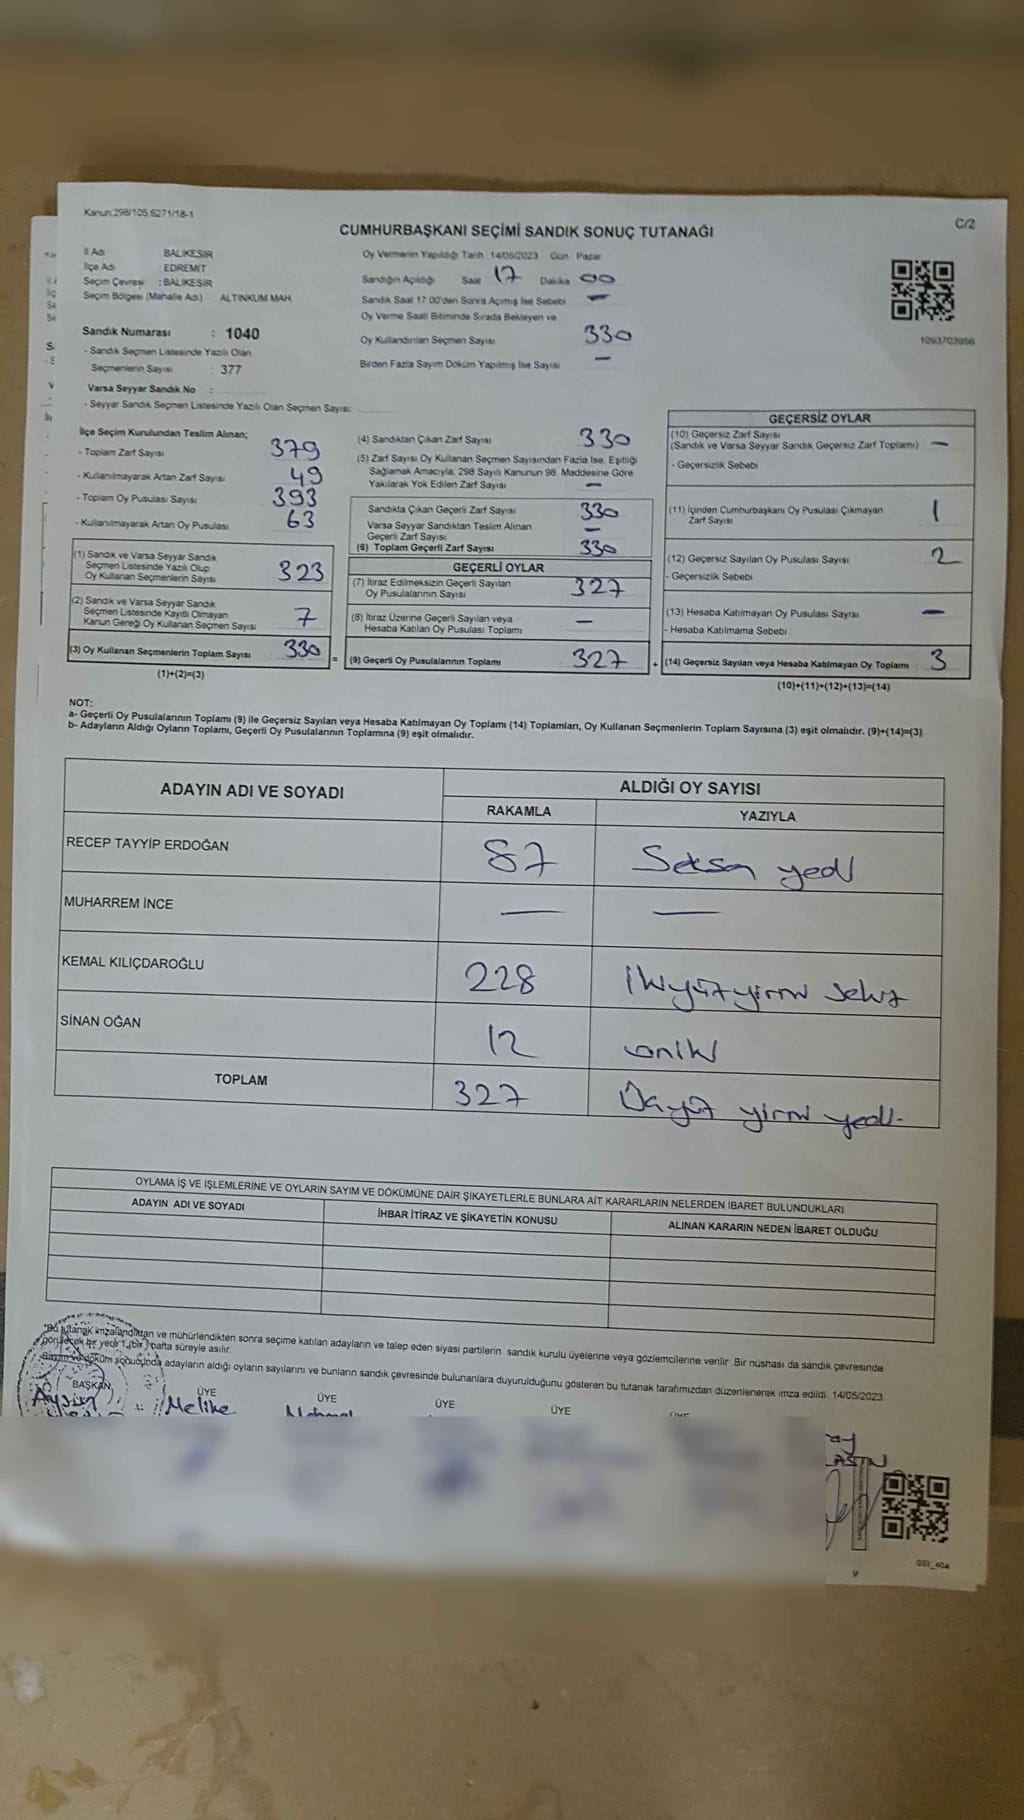 Kanun;298/105,6271/18-1
C/2
CUMHURBAŞKANI SEÇİMİ SANDIK SONUÇ TUTANAĞI
İl Adı BALIKESİR
İlçe Adı EDREMİT
Seçim Çevresi : BALIKESİR
Seçim Bölgesi (Mahalle Adı) ALTINKUM MAH.
Sandık Numarası : 1040
- Sandık Seçmen Listesinde Yazılı Olan
Seçmenlerin Sayısı : 377
Varsa Seyyar Sandık No :
- Seyyar Sandık Seçmen Listesinde Yazılı Olan Seçmen Sayısı:
Oy Vermenin Yapıldığı Tarih 14/05/2023 Gün Pazar
Sandığın Açıldığı Saat 17 Dakika 00
Sandık Saat 17:00'den Sonra Açımış İse Sebebi —
Oy Verme Saati Bitiminde Sırada Bekleyen ve
Oy Kullandırılan Seçmen Sayısı 330
Birden Fazla Sayım Döküm Yapılmış İse Sayısı —
1093703956
İlçe Seçim Kurulundan Teslim Alınan;
- Toplam Zarf Sayısı 379
- Kullanılmayarak Artan Zarf Sayısı 49
- Toplam Oy Pusulası Sayısı 393
- Kullanılmayarak Artan Oy Pusulası 63
(1) Sandık ve Varsa Seyyar Sandık
Seçmen Listesinde Yazılı Olup
Oy Kullanan Seçmenlerin Sayısı 323
(2) Sandık ve Varsa Seyyar Sandık
Seçmen Listesinde Kayıtlı Olmayan
Kanun Gereği Oy Kullanan Seçmen Sayısı 7
(3) Oy Kullanan Seçmenlerin Toplam Sayısı 330
(1)+(2)=(3)
(4) Sandıktan Çıkan Zarf Sayısı 330
(5) Zarf Sayısı Oy Kullanan Seçmen Sayısından Fazla İse, Eşitliği
Sağlamak Amacıyla, 298 Sayılı Kanunun 98. Maddesine Göre
Yakılarak Yok Edilen Zarf Sayısı —
Sandıkta Çıkan Geçerli Zarf Sayısı 330
Varsa Seyyar Sandıktan Teslim Alınan
Geçerli Zarf Sayısı —
(6) Toplam Geçerli Zarf Sayısı 330
GEÇERLİ OYLAR
(7) İtiraz Edilmeksizin Geçerli Sayılan
Oy Pusulalarının Sayısı 327
(8) İtiraz Üzerine Geçerli Sayılan veya
Hesaba Katılan Oy Pusulası Toplamı —
= (9) Geçerli Oy Pusulalarının Toplamı 327 +
GEÇERSİZ OYLAR
(10) Geçersiz Zarf Sayısı
(Sandık ve Varsa Seyyar Sandık Geçersiz Zarf Toplamı) —
- Geçersizlik Sebebi
(11) İçinden Cumhurbaşkanı Oy Pusulası Çıkmayan
Zarf Sayısı 1
(12) Geçersiz Sayılan Oy Pusulası Sayısı 2
- Geçersizlik Sebebi
(13) Hesaba Katılmayan Oy Pusulası Sayısı —
- Hesaba Katılmama Sebebi
(14) Geçersiz Sayılan veya Hesaba Katılmayan Oy Toplamı 3
(10)+(11)+(12)+(13)=(14)
NOT:
a- Geçerli Oy Pusulalarının Toplamı (9) ile Geçersiz Sayılan veya Hesaba Katılmayan Oy Toplamı (14) Toplamları, Oy Kullanan Seçmenlerin Toplam Sayısına (3) eşit olmalıdır. (9)+(14)=(3)
b- Adayların Aldığı Oyların Toplamı, Geçerli Oy Pusulalarının Toplamına (9) eşit olmalıdır.
ADAYIN ADI VE SOYADI ALDIĞI OY SAYISI
RAKAMLA YAZIYLA
RECEP TAYYİP ERDOĞAN 87 Seksen yedi
MUHARREM İNCE — —
KEMAL KILIÇDAROĞLU 228 İkiyüzyirmi sekiz
SİNAN OĞAN 12 oniki
TOPLAM 327 Üçyüz yirmi yedi.
OYLAMA İŞ VE İŞLEMLERİNE VE OYLARIN SAYIM VE DÖKÜMÜNE DAİR ŞİKAYETLERLE BUNLARA AİT KARARLARIN NELERDEN İBARET BULUNDUKLARI
ADAYIN ADI VE SOYADI İHBAR İTİRAZ VE ŞİKAYETİN KONUSU ALINAN KARARIN NEDEN İBARET OLDUĞU
"Bu tutanak imzalandıktan ve mühürlendikten sonra seçime katılan adayların ve talep eden siyasi partilerin sandık kurulu üyelerine veya gözlemcilerine verilir. Bir nüshası da sandık çevresinde
görülecek bir yere 1 (bir) hafta süreyle asılır.
Sayım ve döküm sonucunda adayların aldığı oyların sayılarını ve bunların sandık çevresinde bulunanlara duyurulduğunu gösteren bu tutanak tarafımızdan düzenlenerek imza edildi. 14/05/2023
BAŞKAN ÜYE ÜYE ÜYE ÜYE
Melike